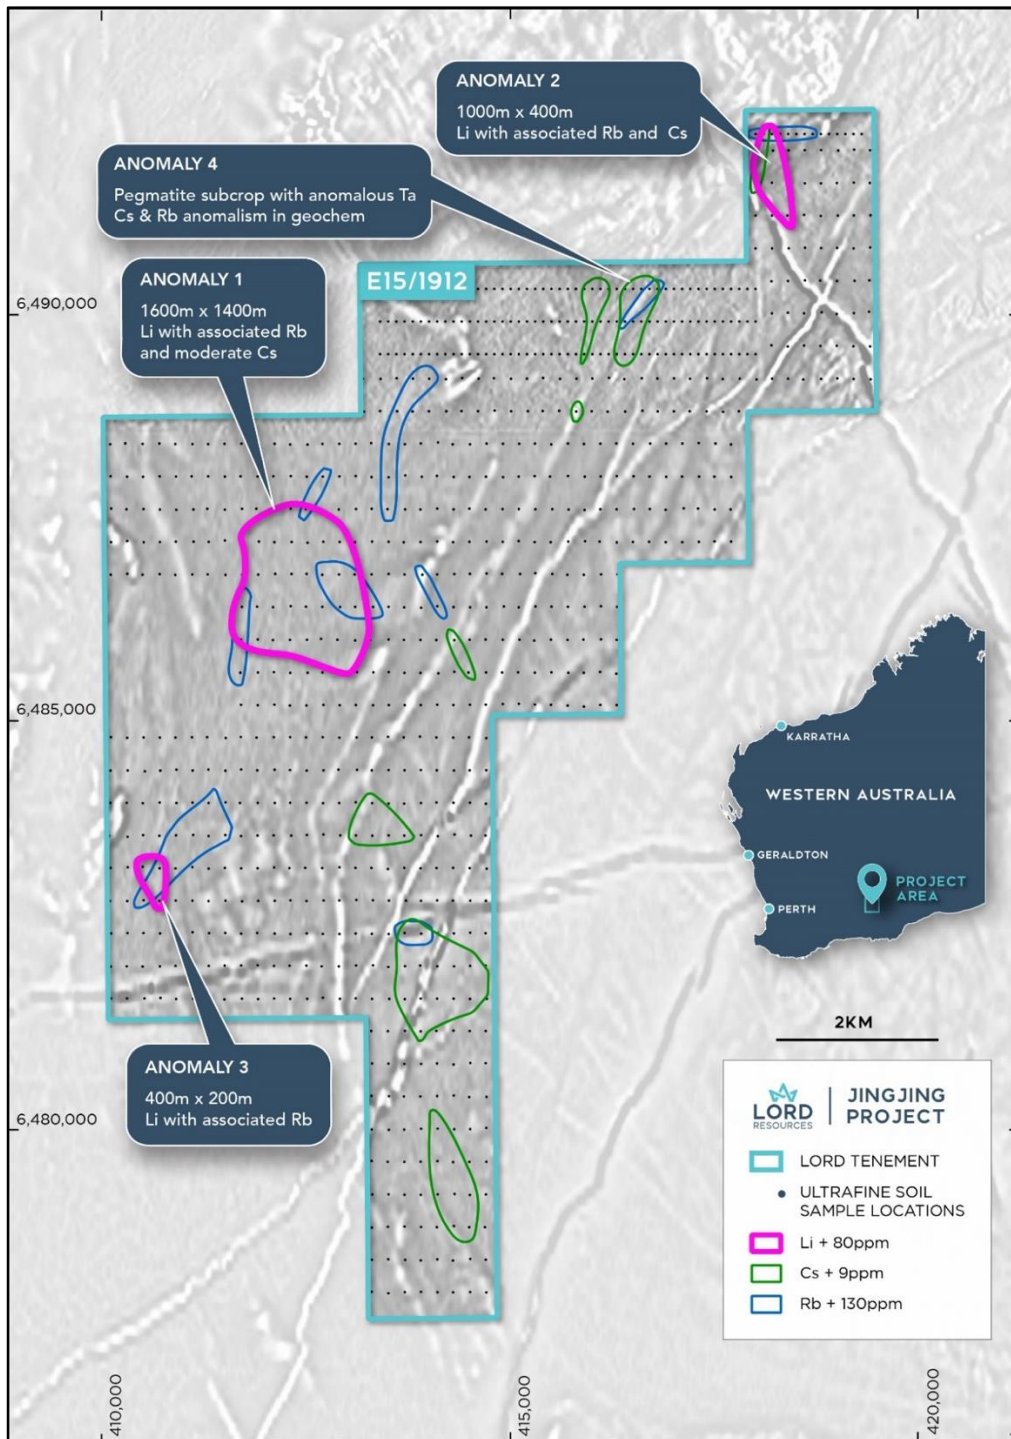 ANOMALY 2
1000m x 400m
Li with associated Rb and Cs
ANOMALY 4
Pegmatite subcrop with anomalous Ta
Cs & Rb anomalism in geochem
ANOMALY 1
1600m x 1400m
Li with associated Rb
and moderate Cs
E15/1912
6,490,000
6,485,000
KARRATHA
WESTERN AUSTRALIA
GERALDTON
PROJECT
AREA
PERTH
2KM
ANOMALY 3
400m x 200m
Li with associated Rb
6,480,000
LORD
RESOURCES
JINGJING
PROJECT
LORD TENEMENT
ULTRAFINE SOIL
SAMPLE LOCATIONS
Li + 80ppm
Cs + 9ppm
Rb + 130ppm
410,000
415,000
420,000